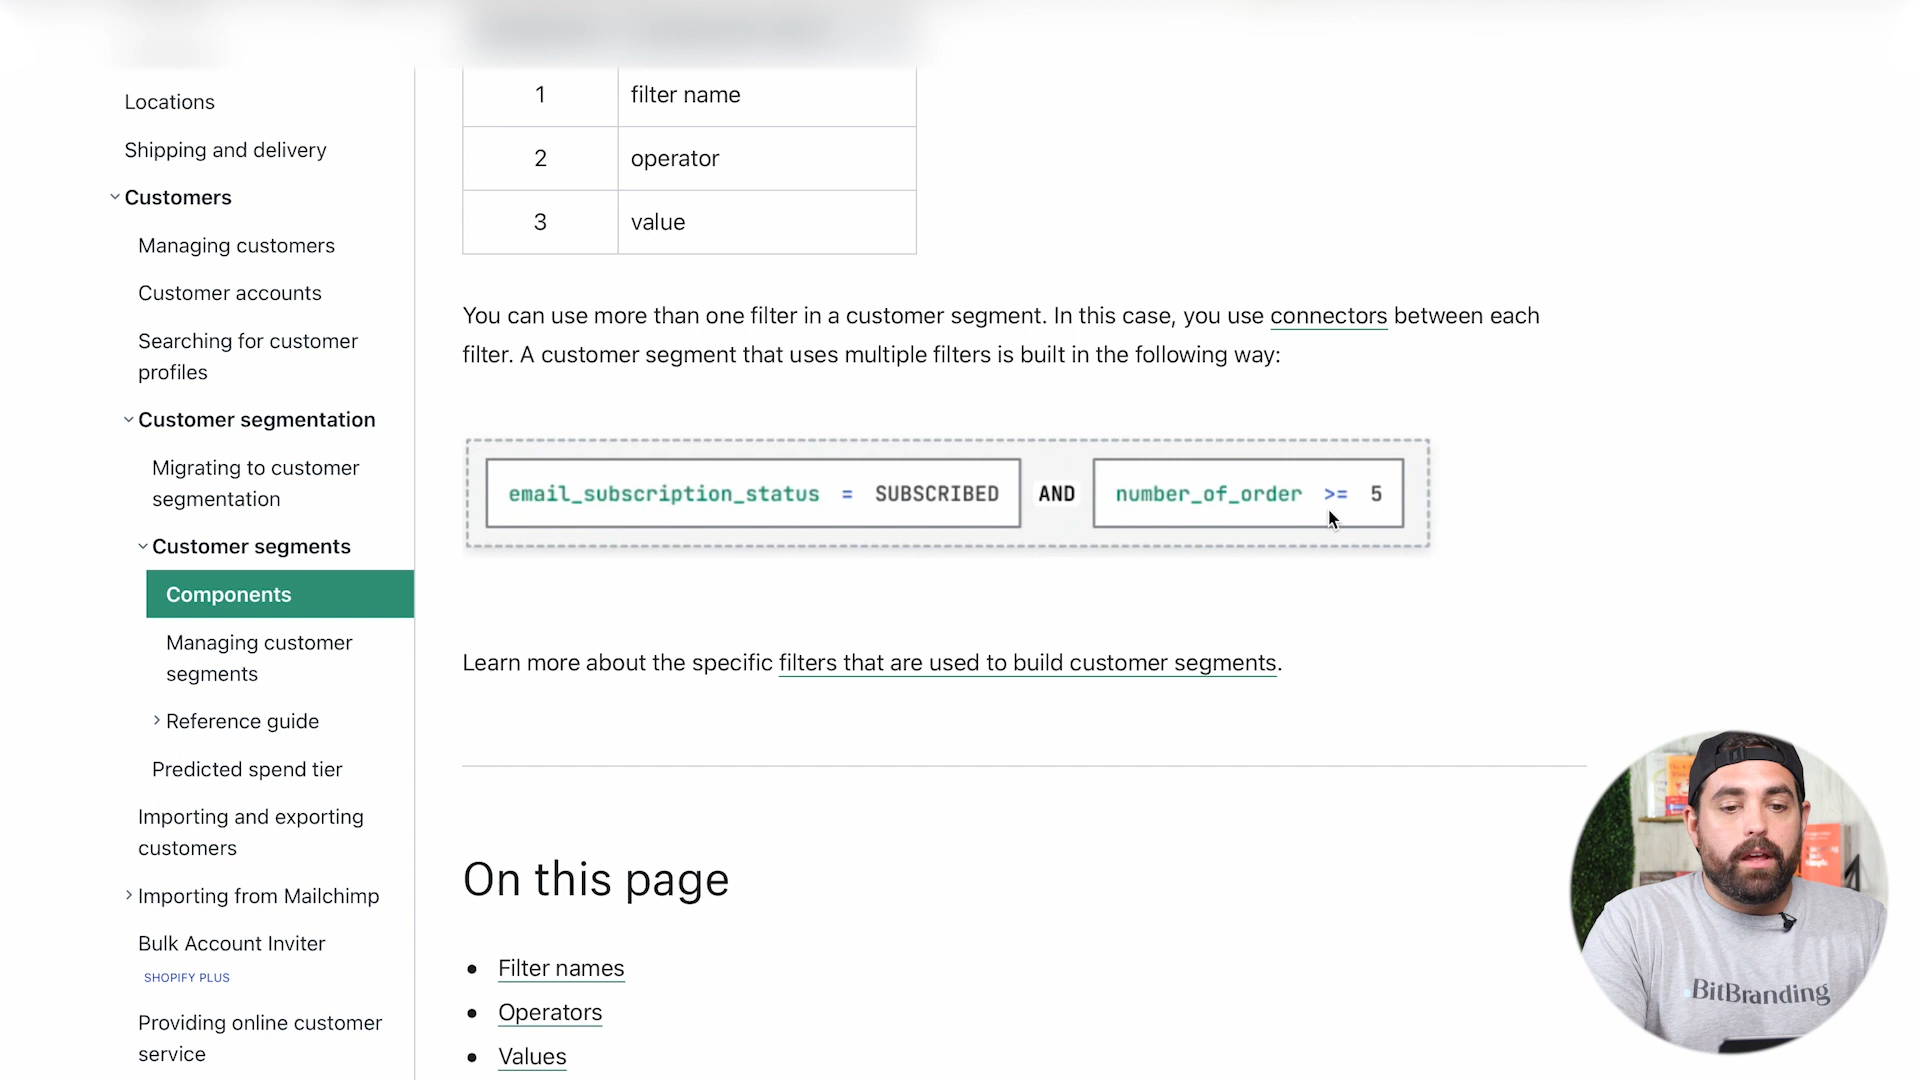 Locations
Shipping and delivery
Customers
Managing customers
Customer accounts
Searching for customer
profiles
Customer segmentation
Migrating to customer
segmentation
Customer segments
Components
Managing customer
segments
Reference guide
Predicted spend tier
Importing and exporting
customers
Importing from Mailchimp
Bulk Account Inviter
SHOPIFY PLUS
Providing online customer
service
1 filter name
2 operator
3 value
You can use more than one filter in a customer segment. In this case, you use connectors between each
filter. A customer segment that uses multiple filters is built in the following way:
email_subscription_status = SUBSCRIBED AND number_of_order >= 5
Learn more about the specific filters that are used to build customer segments.
On this page
Filter names
Operators
Values
BitBranding